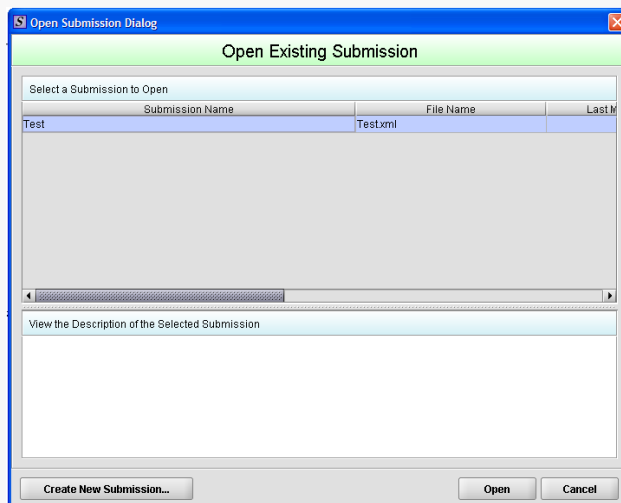 Open Submission Dialog
Open Existing Submission
Select a Submission to Open
Submission Name File Name Last M
Test Test.xml
View the Description of the Selected Submission
Create New Submission... Open Cancel